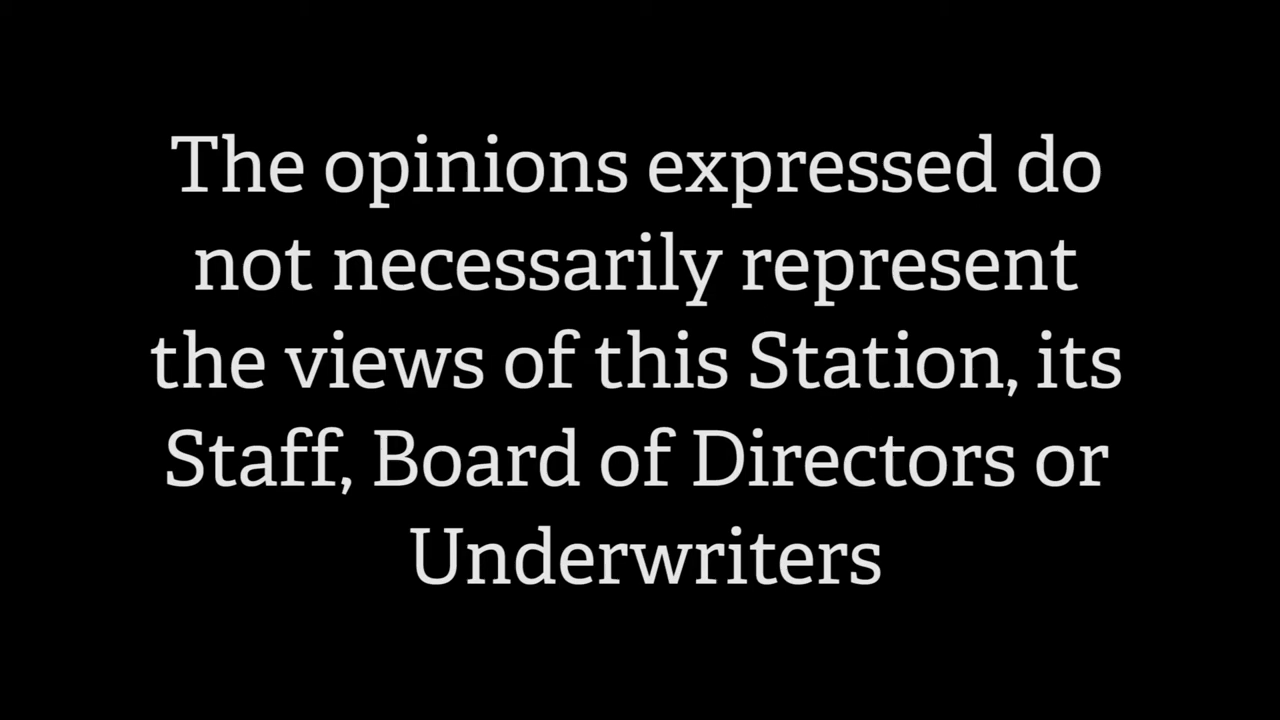 The opinions expressed do
not necessarily represent
the views of this Station, its
Staff, Board of Directors or
Underwriters